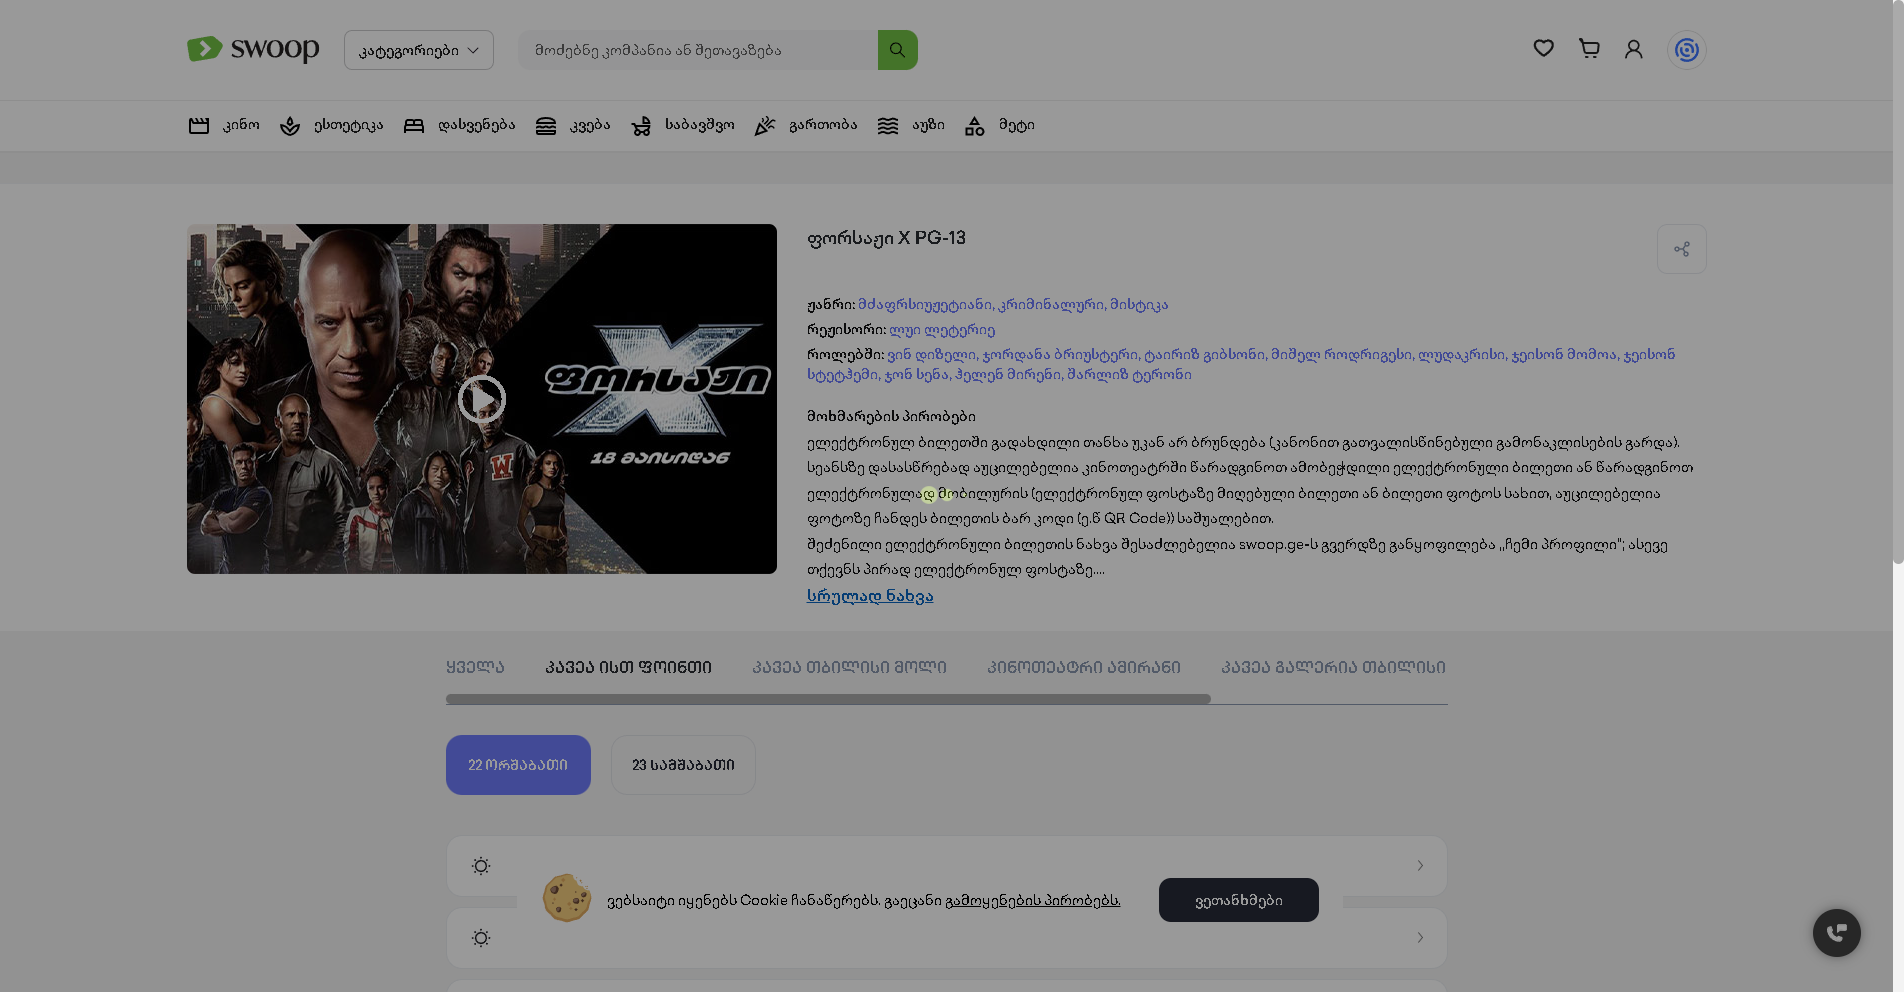 swoop
კატეგორიები
მოძებნე კომპანია ან შეთავაზება
კინო
ესთეტიკა
დასვენება
კვება
საბავშვო
გართობა
აუზი
მეტი
ფორსაჟი X PG-13
ჟანრი: მძაფრსიუჟეტიანი, კრიმინალური, მისტიკა
რეჟისორი: ლუი ლეტერიე
როლებში: ვინ დიზელი, ჯორდანა ბრიუსტერი, ტაირიზ გიბსონი, მიშელ როდრიგესი, ლუდაკრისი, ჯეისონ მომოა, ჯეისონ
სტეტჰემი, ჯონ სენა, ჰელენ მირენი, შარლიზ ტერონი
X
ფორსაჟი
18 მაისიდან
W
მოხმარების პირობები
ელექტრონულ ბილეთში გადახდილი თანხა უკან არ ბრუნდება (კანონით გათვალისწინებული გამონაკლისების გარდა).
სეანსზე დასასწრებად აუცილებელია კინოთეატრში წარადგინოთ ამობეჭდილი ელექტრონული ბილეთი ან წარადგინოთ
ელექტრონულად მობილურის (ელექტრონულ ფოსტაზე მიღებული ბილეთი ან ბილეთი ფოტოს სახით, აუცილებელია
ფოტოზე ჩანდეს ბილეთის ბარ კოდი (ე.წ QR Code)) საშუალებით.
შეძენილი ელექტრონული ბილეთის ნახვა შესაძლებელია swoop.ge-ს გვერდზე განყოფილება „ჩემი პროფილი"; ასევე
თქვენს პირად ელექტრონულ ფოსტაზე....
სრულად ნახვა
ყველა
კავეა ისთ ფოინთი
კავეა თბილისი მოლი
კინოთეატრი ამირანი
კავეა გალერია თბილისი
22 ორშაბათი
23 სამშაბათი
ვებსაიტი იყენებს Cookie ჩანაწერებს. გაეცანი გამოყენების პირობებს.
ვეთანხმები